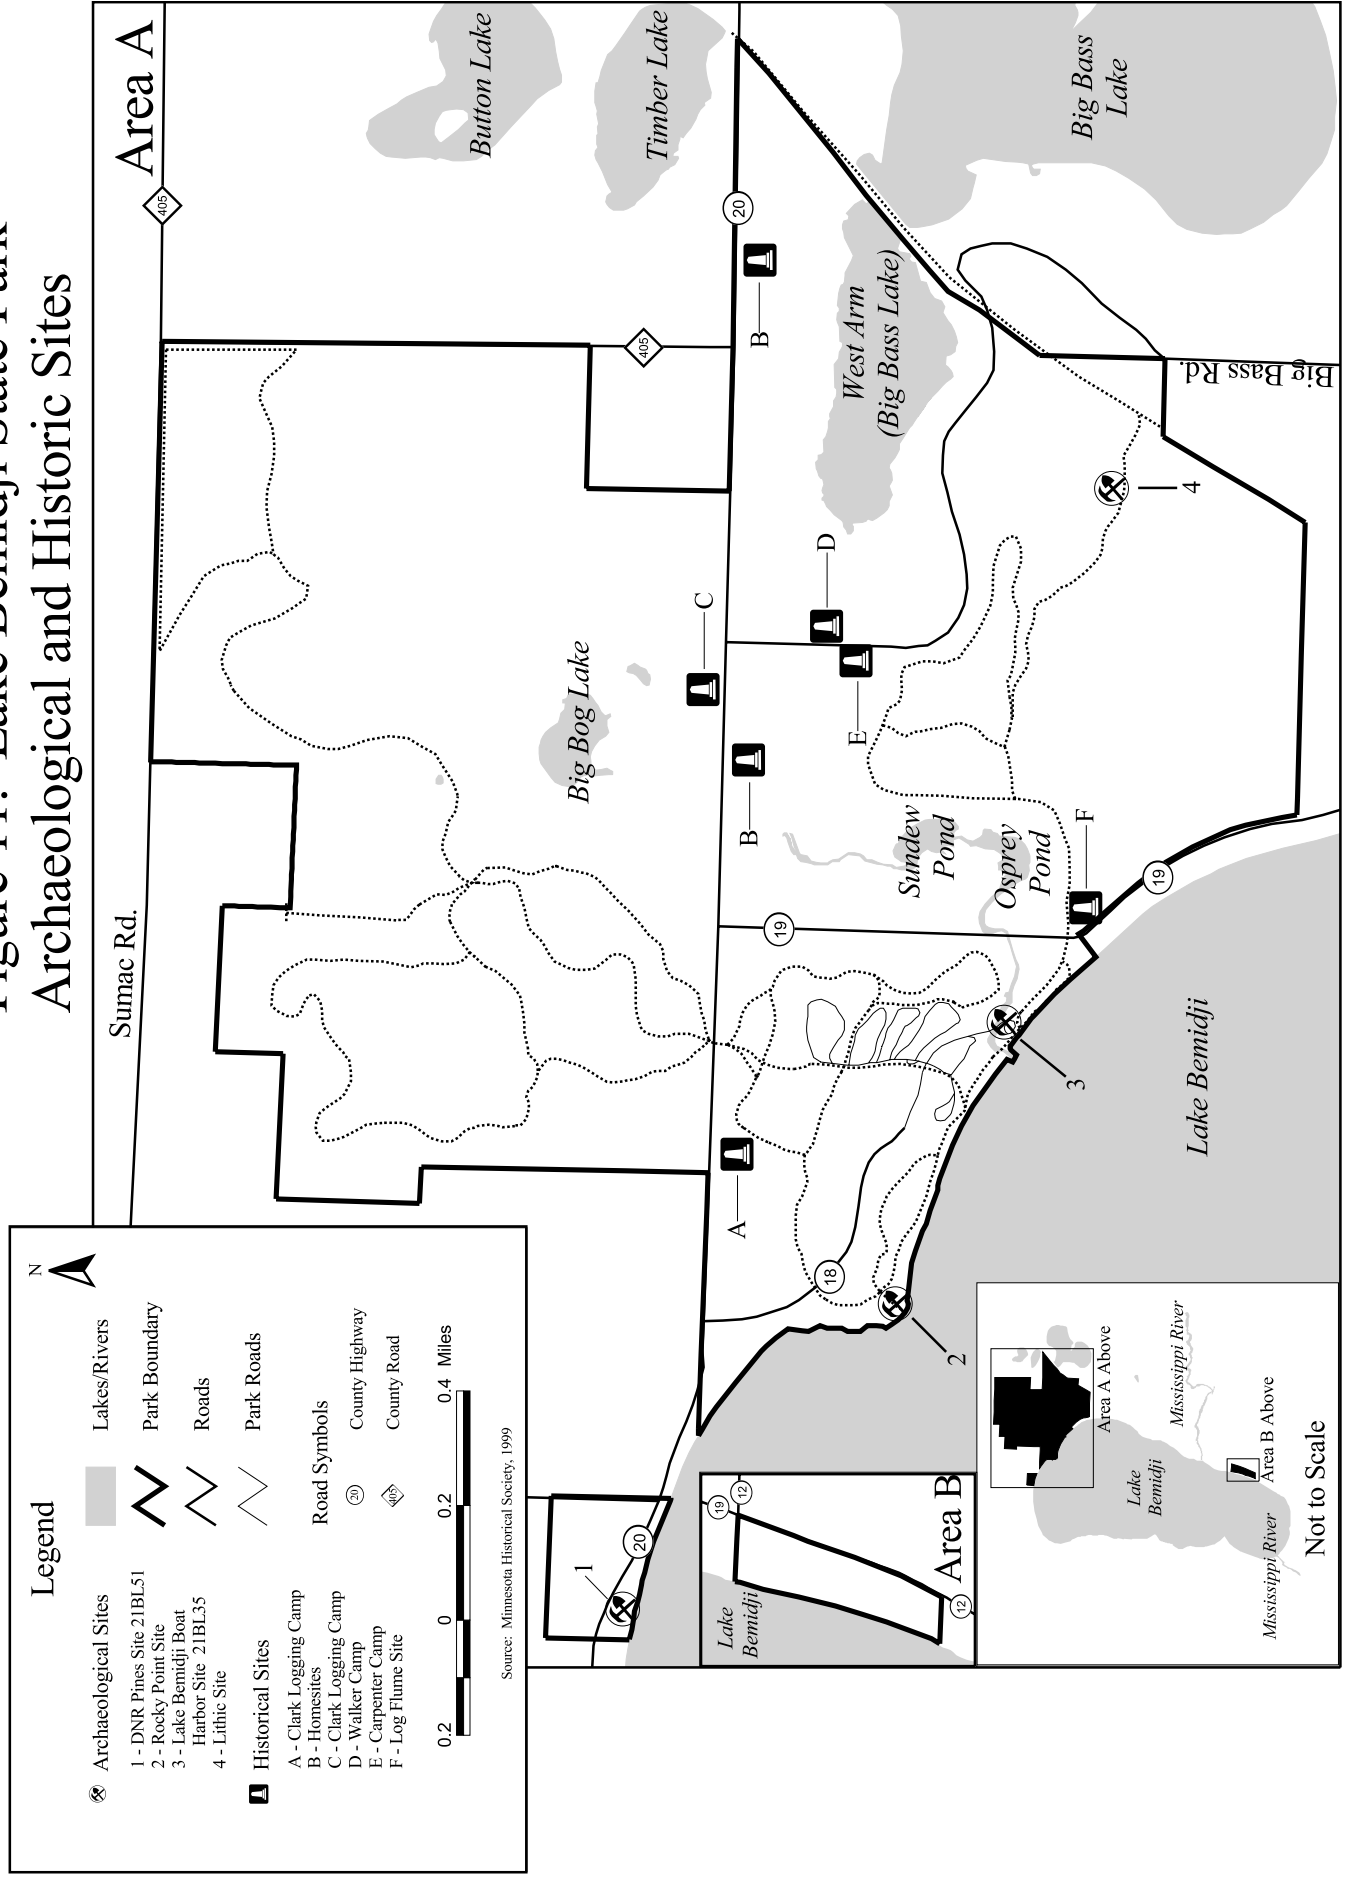 Archaeological and Historic Sites
Area A
405
Button Lake
Timber Lake
Big Bass
Lake
20
B
405
West Arm
(Big Bass Lake)
Big Bass Rd.
4
D
C
E
B
Big Bog Lake
Sundew
Pond
Osprey
Pond
F
19
19
Sumac Rd.
3
Lake Bemidji
A
18
2
20
1
Legend
N
Archaeological Sites
1 - DNR Pines Site 21BL51
2 - Rocky Point Site
3 - Lake Bemidji Boat
Harbor Site 21BL35
4 - Lithic Site
Historical Sites
A - Clark Logging Camp
B - Homesites
C - Clark Logging Camp
D - Walker Camp
E - Carpenter Camp
F - Log Flume Site
Lakes/Rivers
Park Boundary
Roads
Park Roads
Road Symbols
20 County Highway
405 County Road
0.2 0 0.2 0.4 Miles
Source: Minnesota Historical Society, 1999
Lake
Bemidji
19
12
12
Area B
Area A Above
Lake
Bemidji
Mississippi River
Area B Above
Mississippi River
Not to Scale